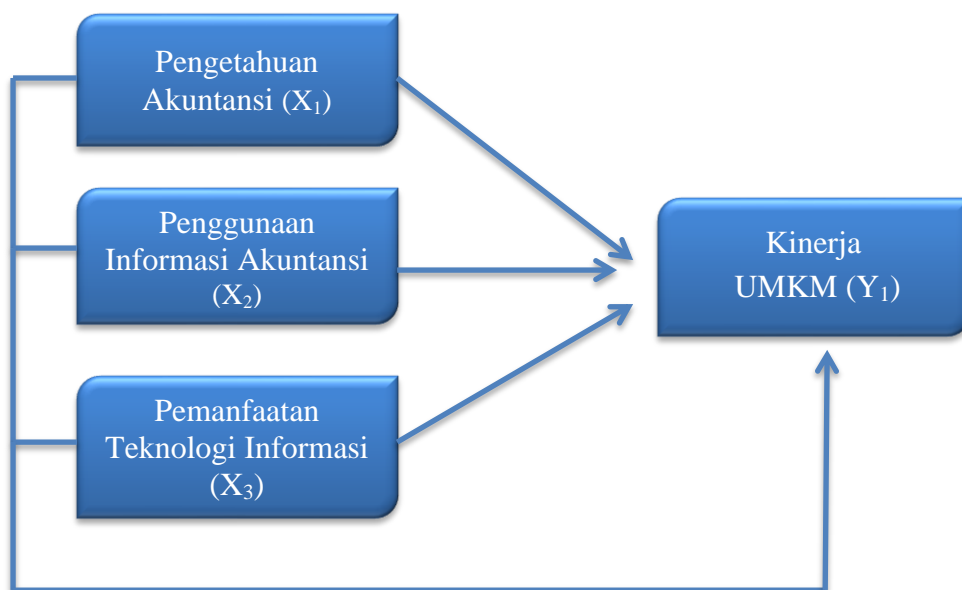 Pengetahuan
Akuntansi (X₁)
Penggunaan
Informasi Akuntansi
(X₂)
Pemanfaatan
Teknologi Informasi
(X₃)
Kinerja
UMKM (Y₁)